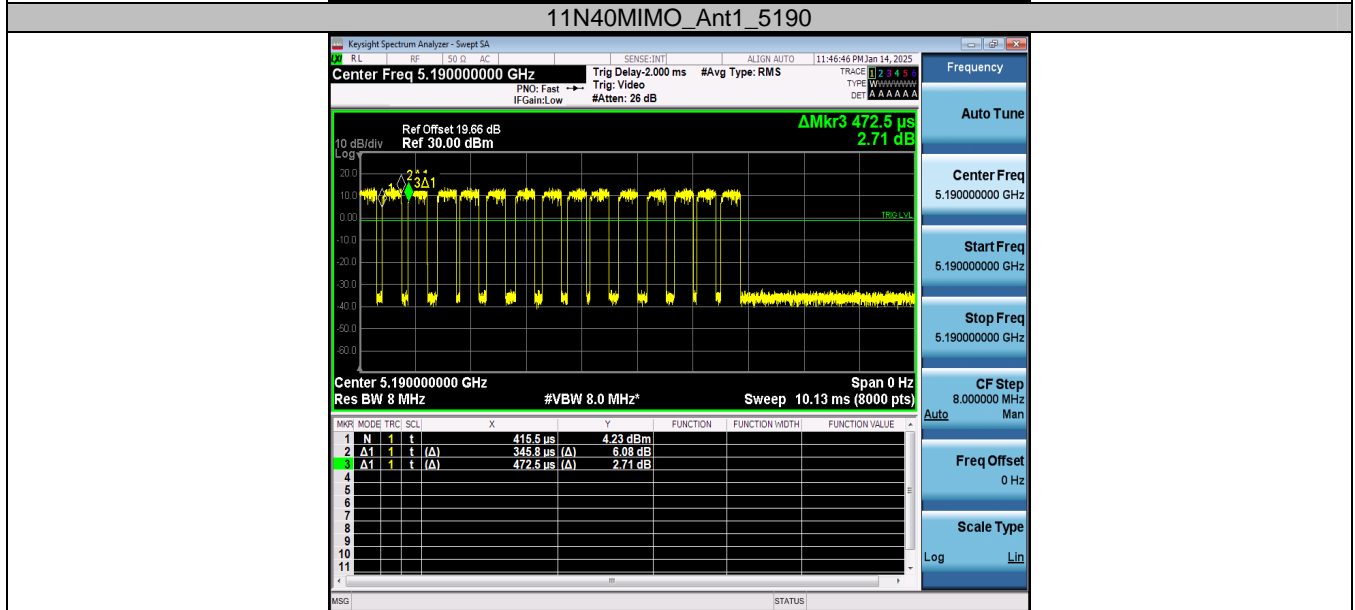 11N40MIMO_Ant1_5190
Keysight Spectrum Analyzer - Swept SA
LXI RL RF 50 Ω AC SENSE:INT ALIGN AUTO 11:46:46 PM Jan 14, 2025
Center Freq 5.190000000 GHz
PNO: Fast
IFGain:Low
Trig Delay-2.000 ms
Trig: Video
#Atten: 26 dB
#Avg Type: RMS
TRACE 1 2 3 4 5 6
TYPE WWWWWW
DET A A A A A A
Ref Offset 19.66 dB
Ref 30.00 dBm
10 dB/div
Log
ΔMkr3 472.5 µs
2.71 dB
20.0
10.0
0.00
-10.0
-20.0
-30.0
-40.0
-50.0
-60.0
3Δ1
TRIG LVL
Center 5.190000000 GHz Span 0 Hz
Res BW 8 MHz #VBW 8.0 MHz* Sweep 10.13 ms (8000 pts)
MKR MODE TRC SCL X Y FUNCTION FUNCTION WIDTH FUNCTION VALUE
1 N 1 t 415.5 µs 4.23 dBm
2 Δ1 1 t (Δ) 345.8 µs (Δ) 6.08 dB
3 Δ1 1 t (Δ) 472.5 µs (Δ) 2.71 dB
4
5
6
7
8
9
10
11
MSG STATUS
Frequency
Auto Tune
Center Freq
5.190000000 GHz
Start Freq
5.190000000 GHz
Stop Freq
5.190000000 GHz
CF Step
8.000000 MHz
Auto Man
Freq Offset
0 Hz
Scale Type
Log Lin